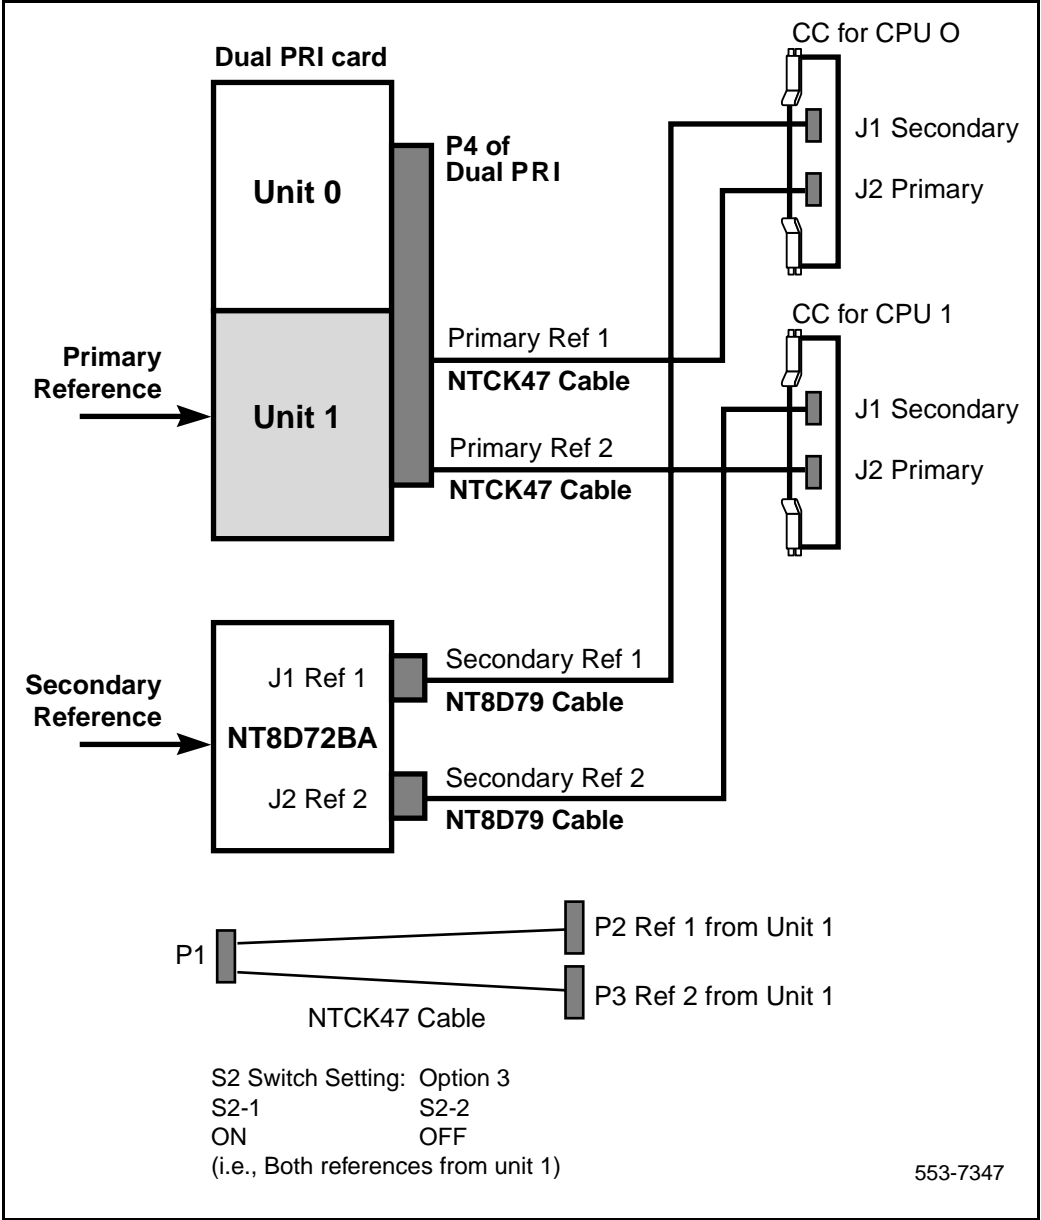 CC for CPU O
Dual PRI card
J1 Secondary
P4 of
Dual PRI
Unit 0
J2 Primary
CC for CPU 1
Primary Ref 1
Primary
Reference
NTCK47 Cable
Unit 1
J1 Secondary
Primary Ref 2
J2 Primary
NTCK47 Cable
Secondary Ref 1
J1 Ref 1
Secondary
Reference
NT8D79 Cable
NT8D72BA
Secondary Ref 2
J2 Ref 2
NT8D79 Cable
P2 Ref 1 from Unit 1
P1
P3 Ref 2 from Unit 1
NTCK47 Cable
S2 Switch Setting: Option 3
S2-1 S2-2
ON OFF
(i.e., Both references from unit 1)
553-7347